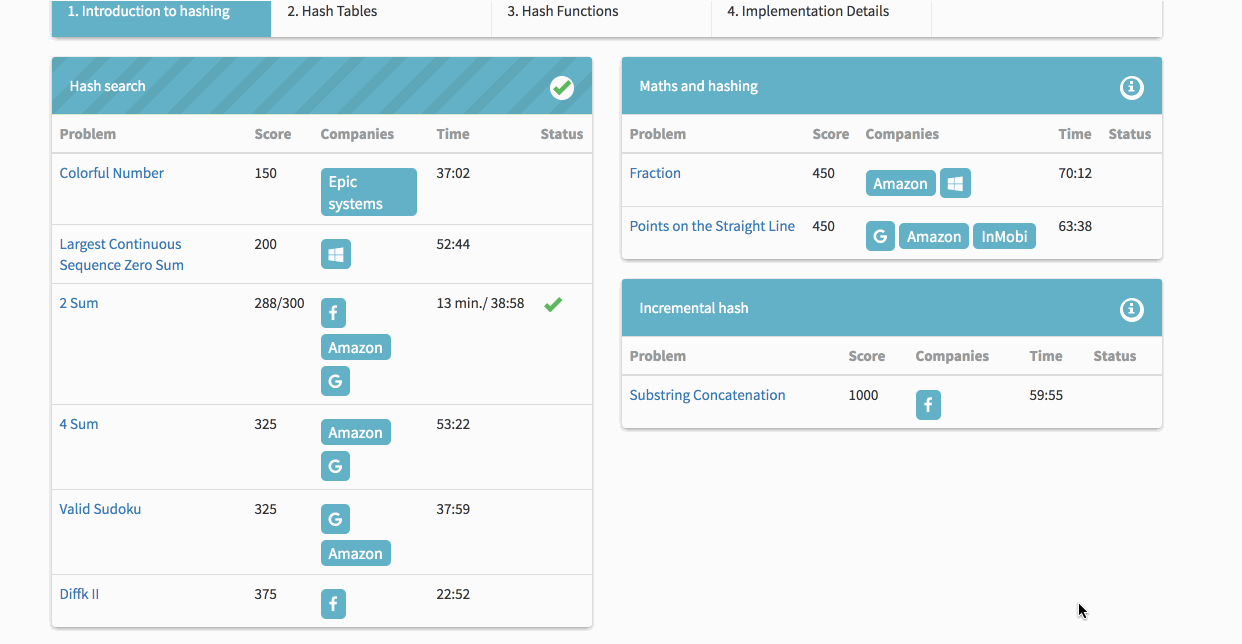 1. Introduction to hashing
2. Hash Tables
3. Hash Functions
4. Implementation Details
Hash search
Problem Score Companies Time Status
Colorful Number 150 Epic systems 37:02
Largest Continuous Sequence Zero Sum 200 52:44
2 Sum 288/300 f Amazon G 13 min./ 38:58
4 Sum 325 Amazon G 53:22
Valid Sudoku 325 G Amazon 37:59
Diffk II 375 f 22:52
Maths and hashing
Problem Score Companies Time Status
Fraction 450 Amazon 70:12
Points on the Straight Line 450 G Amazon InMobi 63:38
Incremental hash
Problem Score Companies Time Status
Substring Concatenation 1000 f 59:55